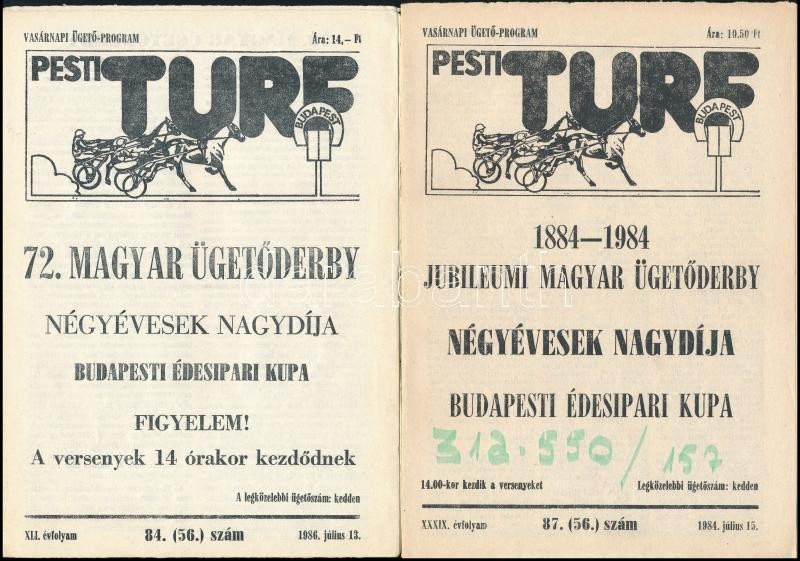 VASÁRNAPI ÜGETŐ-PROGRAM
Ára: 14,– Ft
PESTI TURF
BUDAPEST
72. MAGYAR ÜGETŐDERBY
NÉGYÉVESEK NAGYDÍJA
BUDAPESTI ÉDESIPARI KUPA
FIGYELEM!
A versenyek 14 órakor kezdődnek
A legközelebbi ügetőszám: kedden
XLI. évfolyam
84. (56.) szám
1986. július 13.
VASÁRNAPI ÜGETŐ-PROGRAM
Ára: 10,50 Ft
PESTI TURF
BUDAPEST
1884—1984
JUBILEUMI MAGYAR ÜGETŐDERBY
NÉGYÉVESEK NAGYDÍJA
BUDAPESTI ÉDESIPARI KUPA
312.550/157
14.00-kor kezdik a versenyeket
Legközelebbi ügetőszám: kedden
XXXIX. évfolyam
87. (56.) szám
1984. július 15.
darabanth